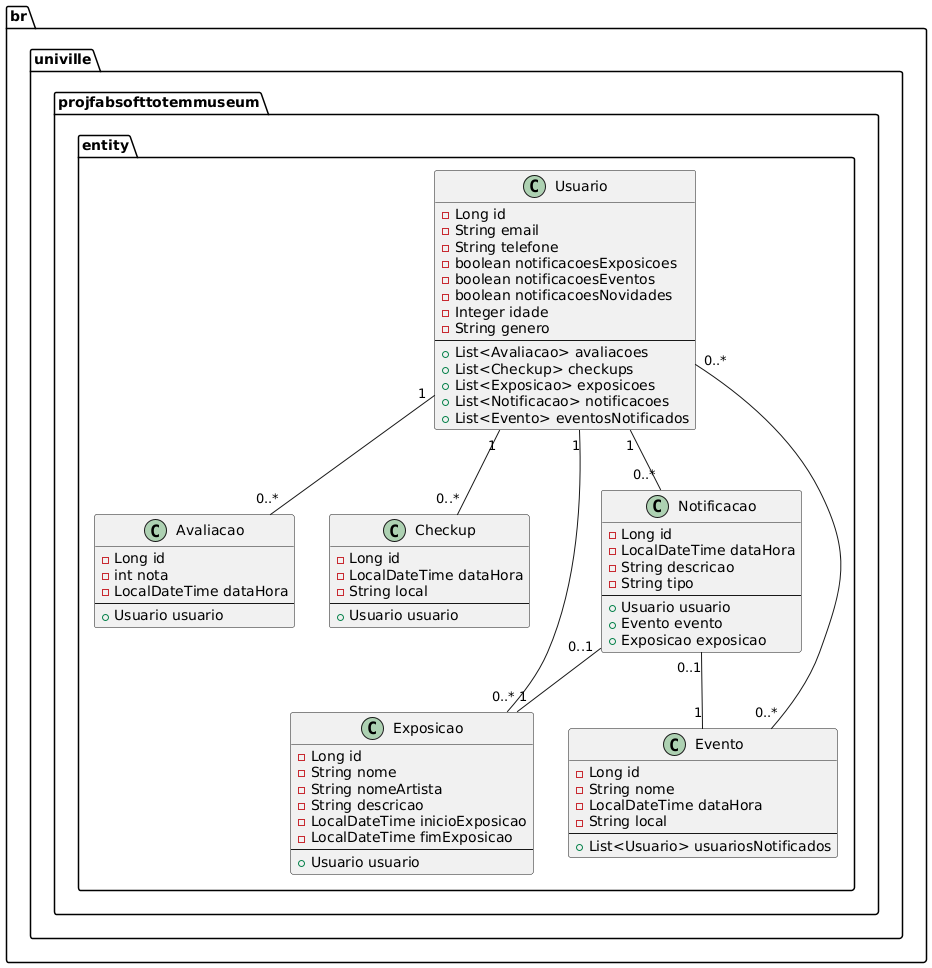 br
univille
projfabsofttotemmuseum
entity
C Usuario
Long id
String email
String telefone
boolean notificacoesExposicoes
boolean notificacoesEventos
boolean notificacoesNovidades
Integer idade
String genero
List<Avaliacao> avaliacoes
List<Checkup> checkups
List<Exposicao> exposicoes
List<Notificacao> notificacoes
List<Evento> eventosNotificados
0..*
1
1
1
1
0..*
0..*
0..*
C Avaliacao
Long id
int nota
LocalDateTime dataHora
Usuario usuario
C Checkup
Long id
LocalDateTime dataHora
String local
Usuario usuario
C Notificacao
Long id
LocalDateTime dataHora
String descricao
String tipo
Usuario usuario
Evento evento
Exposicao exposicao
0..1
0..1
0..* 1
1
0..*
C Exposicao
Long id
String nome
String nomeArtista
String descricao
LocalDateTime inicioExposicao
LocalDateTime fimExposicao
Usuario usuario
C Evento
Long id
String nome
LocalDateTime dataHora
String local
List<Usuario> usuariosNotificados